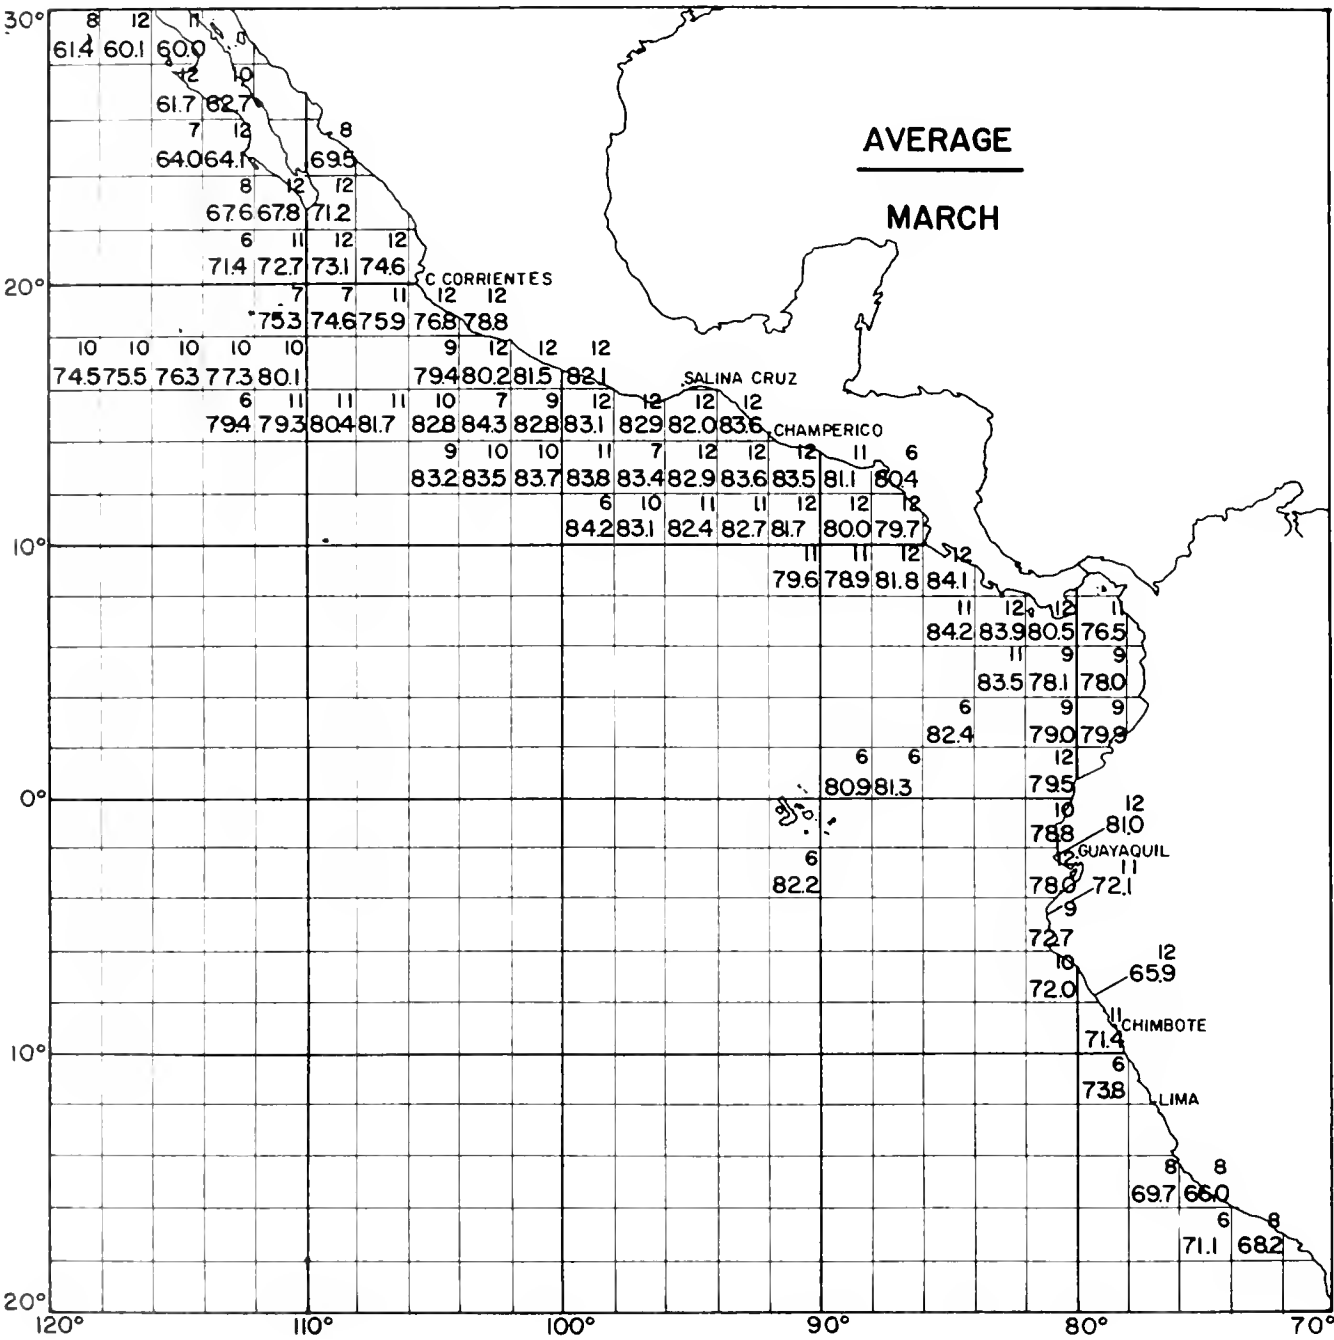 30°
8 12 11
61.4 60.1 60.0
12 10
61.7 62.7
AVERAGE
7 12 8
64.0 64.1 69.5
8 12 12
67.6 67.8 71.2
MARCH
6 11 12 12
71.4 72.7 73.1 74.6
C CORRIENTES
20°
7 7 11 12 12
75.3 74.6 75.9 76.8 78.8
10 10 10 10 10 9 12 12 12
74.5 75.5 76.3 77.3 80.1 79.4 80.2 81.5 82.1
SALINA CRUZ
6 11 11 11 10 7 9 12 12 12 12
79.4 79.3 80.4 81.7 82.8 84.3 82.8 83.1 82.9 82.0 83.6
CHAMPERICO
9 10 10 11 7 12 12 12 11 6
83.2 83.5 83.7 83.8 83.4 82.9 83.6 83.5 81.1 80.4
6 10 11 11 12 12 12
84.2 83.1 82.4 82.7 81.7 80.0 79.7
10°
11 11 12 12
79.6 78.9 81.8 84.1
11 12 12 11
84.2 83.9 80.5 76.5
11 9 9
83.5 78.1 78.0
6 9 9
82.4 79.0 79.9
6 6 12
80.9 81.3 79.5
0°
10 12
78.8 81.0
GUAYAQUIL
6 12 11
82.2 78.0 72.1
9
72.7
12
10 65.9
72.0
11 CHIMBOTE
71.4
10°
6
73.8
LIMA
8 8
69.7 66.0
6 8
71.1 68.2
20°
120° 110° 100° 90° 80° 70°